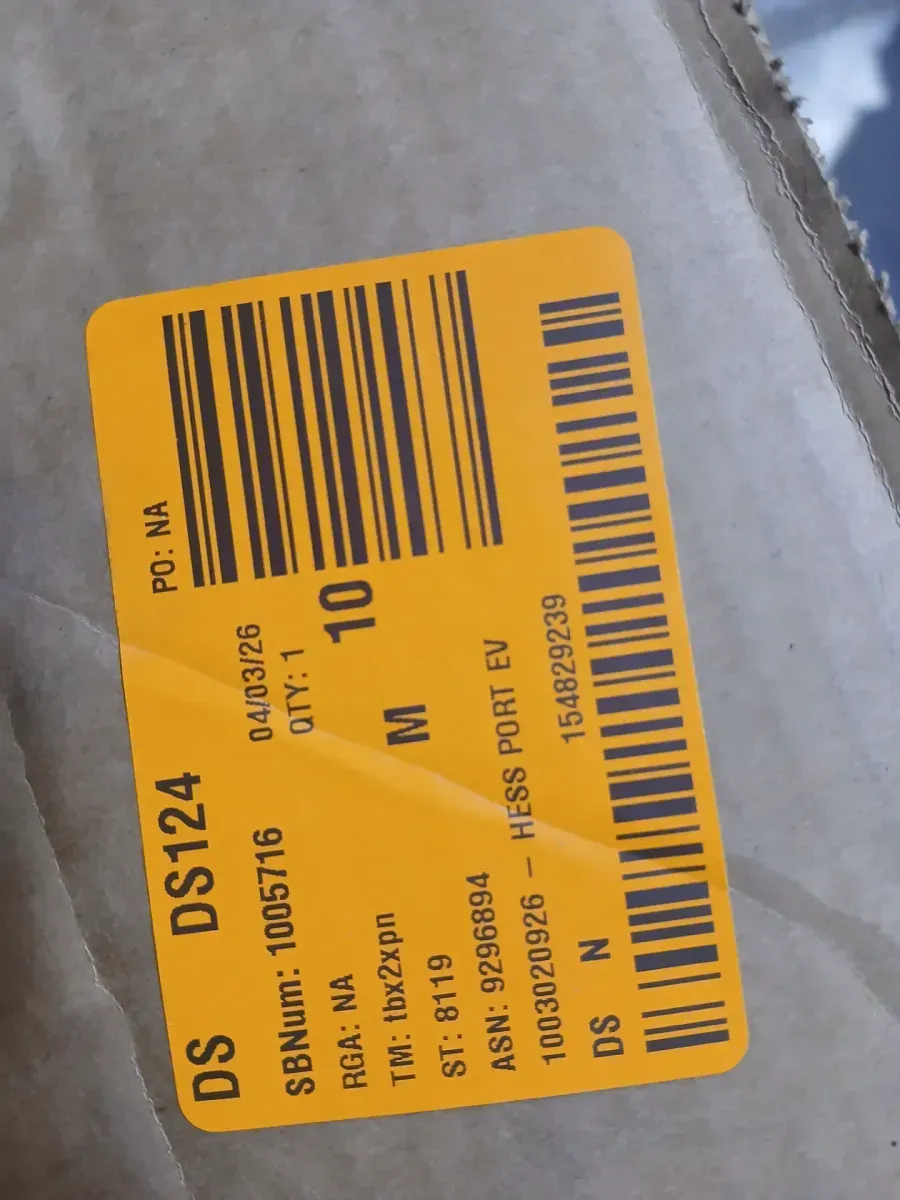 DS DS124 PO: NA
SBNum: 1005716 04/03/26
RGA: NA QTY: 1
TM: tbx2xpn 10
ST: 8119 M
ASN: 9296894
1003020926 – HESS PORT EV
DS N 154829239